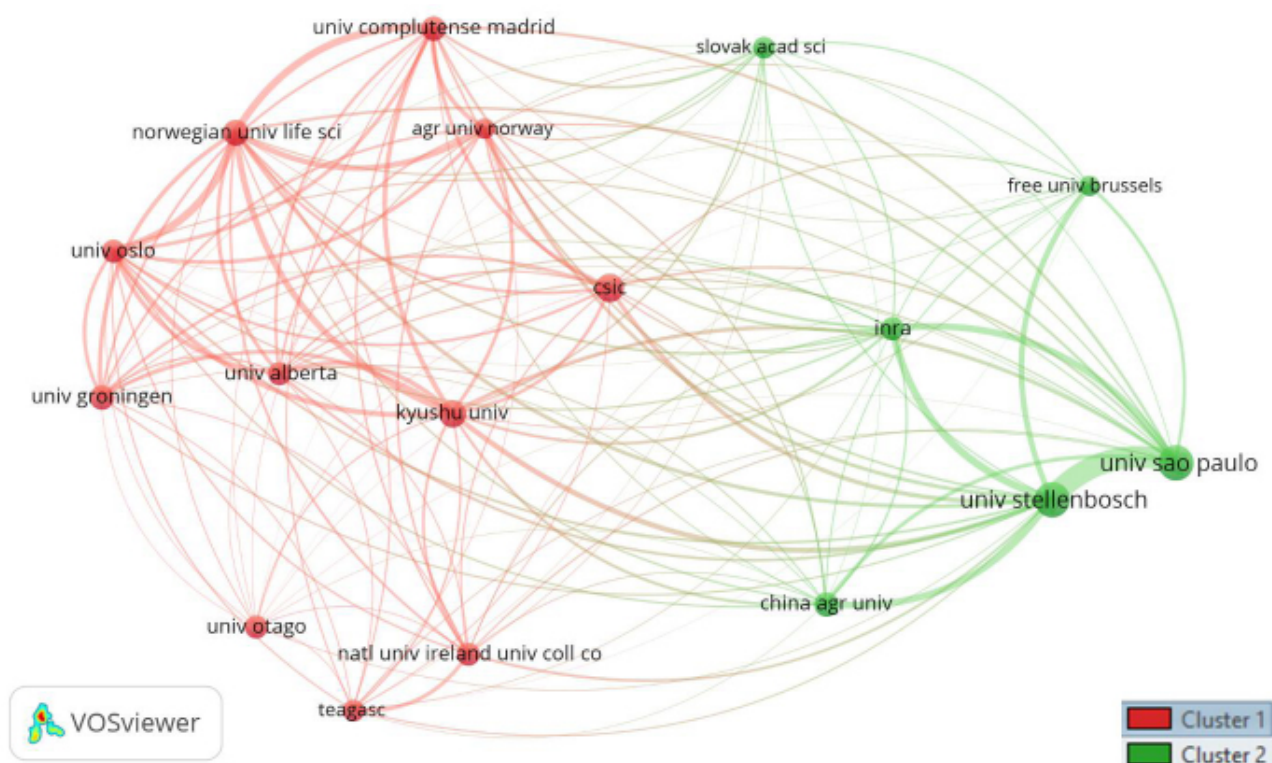 univ complutense madrid
slovak acad sci
norwegian univ life sci
agr univ norway
free univ brussels
univ oslo
csic
inra
univ alberta
univ groningen
kyushu univ
univ sao paulo
univ stellenbosch
china agr univ
univ otago
natl univ ireland univ coll co
teagasc
VOSviewer
Cluster 1
Cluster 2